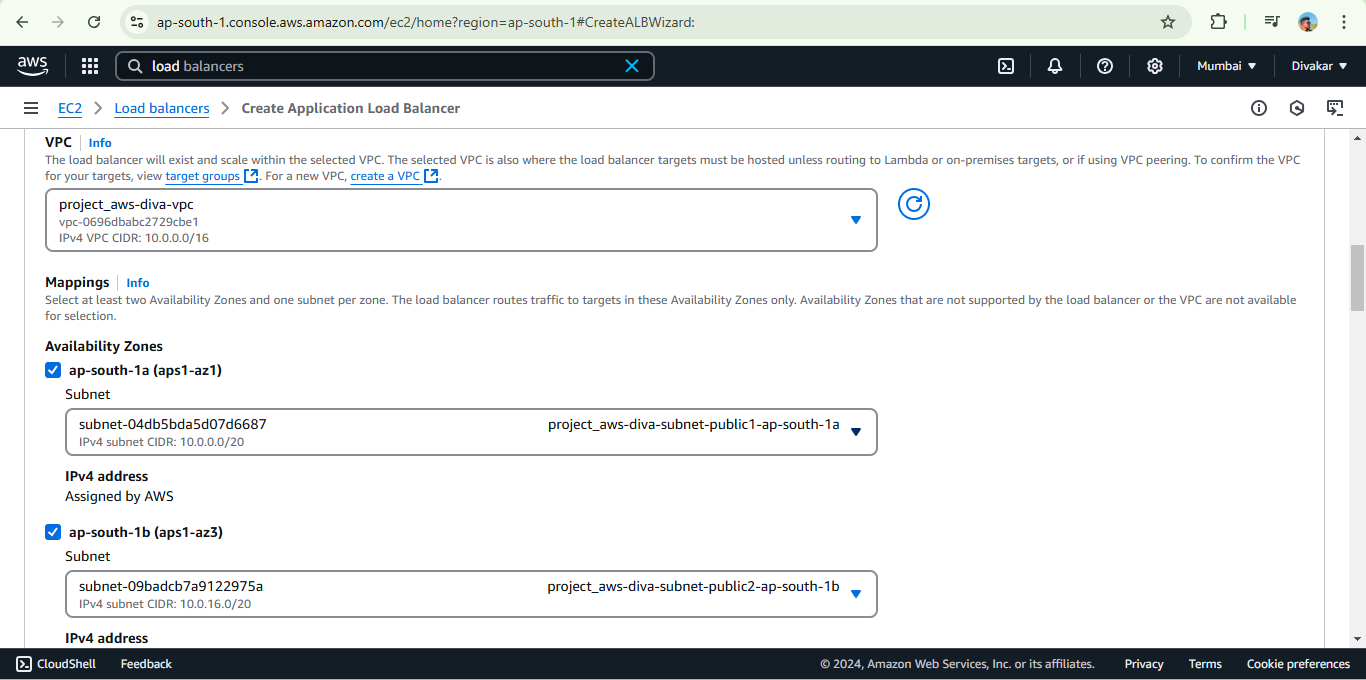 ap-south-1.console.aws.amazon.com/ec2/home?region=ap-south-1#CreateALBWizard:
aws
load balancers
Mumbai
Divakar
EC2
Load balancers
Create Application Load Balancer
VPC
Info
The load balancer will exist and scale within the selected VPC. The selected VPC is also where the load balancer targets must be hosted unless routing to Lambda or on-premises targets, or if using VPC peering. To confirm the VPC
for your targets, view target groups. For a new VPC, create a VPC.
project_aws-diva-vpc
vpc-0696dbabc2729cbe1
IPv4 VPC CIDR: 10.0.0.0/16
Mappings
Info
Select at least two Availability Zones and one subnet per zone. The load balancer routes traffic to targets in these Availability Zones only. Availability Zones that are not supported by the load balancer or the VPC are not available
for selection.
Availability Zones
ap-south-1a (aps1-az1)
Subnet
subnet-04db5bda5d07d6687
project_aws-diva-subnet-public1-ap-south-1a
IPv4 subnet CIDR: 10.0.0.0/20
IPv4 address
Assigned by AWS
ap-south-1b (aps1-az3)
Subnet
subnet-09badcb7a9122975a
project_aws-diva-subnet-public2-ap-south-1b
IPv4 subnet CIDR: 10.0.16.0/20
IPv4 address
CloudShell
Feedback
© 2024, Amazon Web Services, Inc. or its affiliates.
Privacy
Terms
Cookie preferences